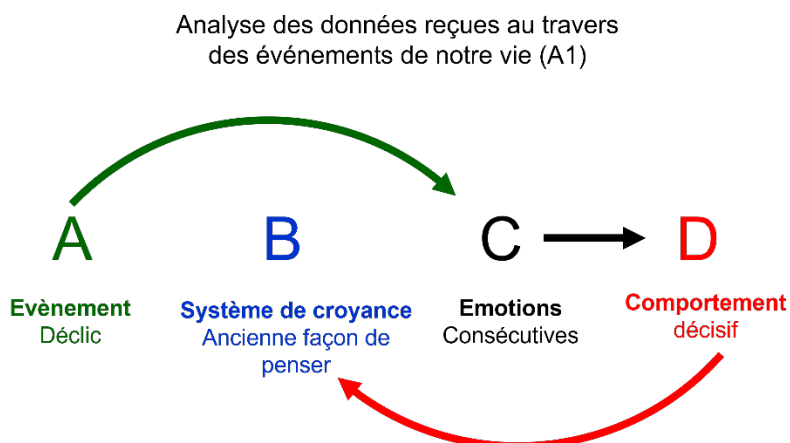 Analyse des données reçues au travers
des événements de notre vie (A1)
A
B
C
D
Evènement
Déclic
Système de croyance
Ancienne façon de
penser
Emotions
Consécutives
Comportement
décisif